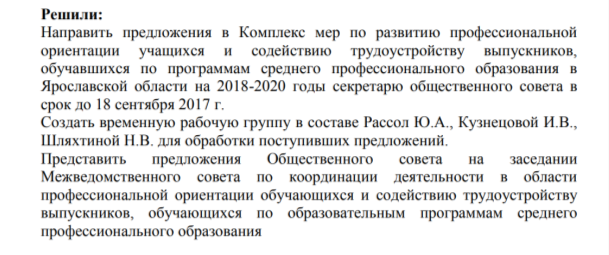 Решили:
Направить предложения в Комплекс мер по развитию профессиональной
ориентации учащихся и содействию трудоустройству выпускников,
обучавшихся по программам среднего профессионального образования в
Ярославской области на 2018-2020 годы секретарю общественного совета в
срок до 18 сентября 2017 г.
Создать временную рабочую группу в составе Рассол Ю.А., Кузнецовой И.В.,
Шляхтиной Н.В. для обработки поступивших предложений.
Представить предложения Общественного совета на заседании
Межведомственного совета по координации деятельности в области
профессиональной ориентации обучающихся и содействию трудоустройству
выпускников, обучающихся по образовательным программам среднего
профессионального образования